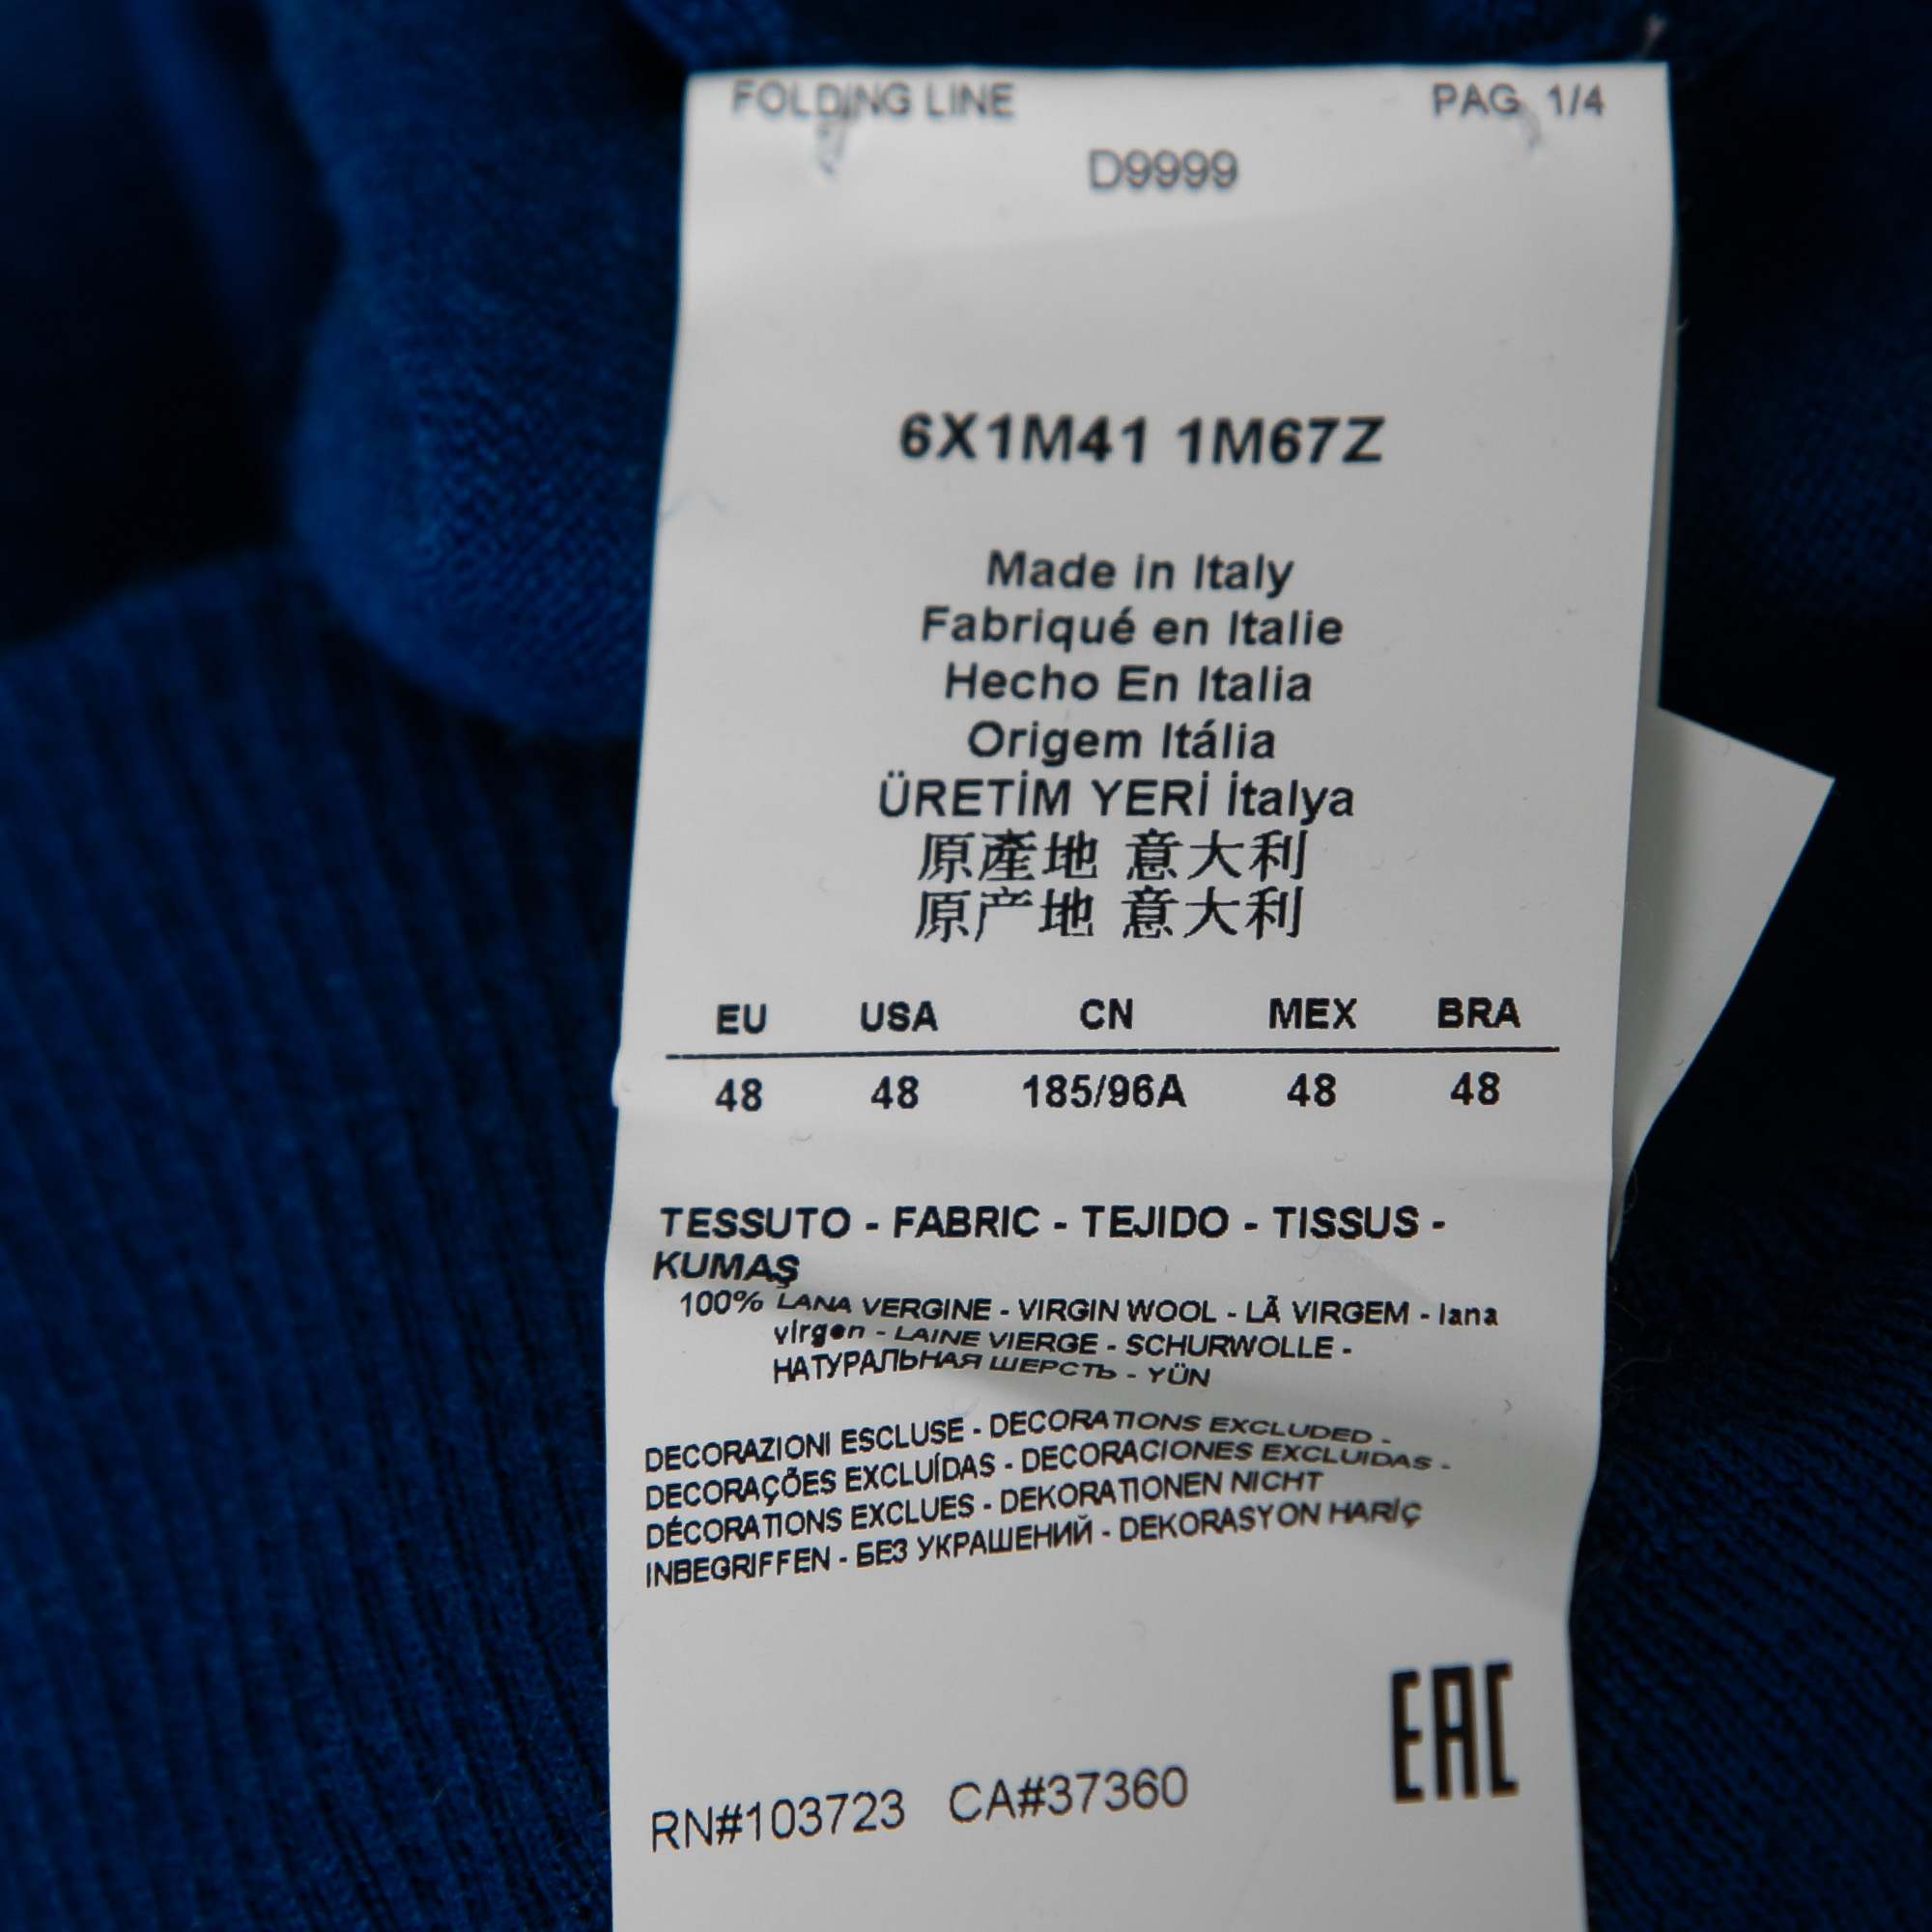 FOLDING LINE PAG 1/4
D9999
6X1M41 1M67Z
Made in Italy
Fabriqué en Italie
Hecho En Italia
Origem Itália
ÜRETİM YERİ İtalya
原產地 意大利
原产地 意大利
EU USA CN MEX BRA
48 48 185/96A 48 48
TESSUTO - FABRIC - TEJIDO - TISSUS -
KUMAŞ
100% LANA VERGINE - VIRGIN WOOL - LÃ VIRGEM - lana
virgen - LAINE VIERGE - SCHURWOLLE -
НАТУРАЛЬНАЯ ШЕРСТЬ - YÜN
DECORAZIONI ESCLUSE - DECORATIONS EXCLUDED -
DECORAÇÕES EXCLUÍDAS - DECORACIONES EXCLUIDAS -
DÉCORATIONS EXCLUES - DEKORATIONEN NICHT
INBEGRIFFEN - БЕЗ УКРАШЕНИЙ - DEKORASYON HARİÇ
EAC
RN#103723 CA#37360